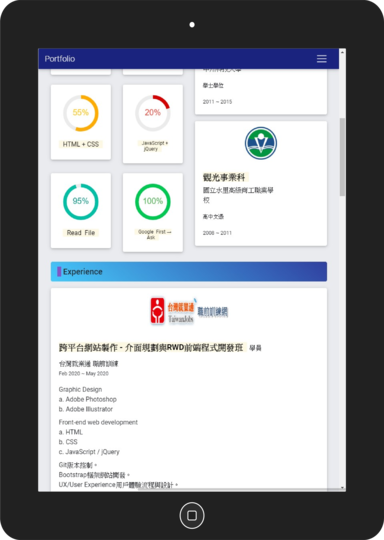 Portfolio
學士學位
2011 – 2015
55%
HTML + CSS
20%
JavaScript +
jQuery
95%
Read File
100%
Google First →
Ask
觀光事業科
國立水里高級商工職業學
校
高中文憑
2008 – 2011
Experience
台灣就業通
TaiwanJobs
職前訓練網
跨平台網站製作 - 介面規劃與RWD前端程式開發班 學員
台灣就業通 職前訓練
Feb 2020 – May 2020
Graphic Design
a. Adobe Photoshop
b. Adobe Illustrator
Front-end web development
a. HTML
b. CSS
c. JavaScript / jQuery
Git版本控制。
Bootstrap框架網站開發。
UX/User Experience用戶體驗流程與設計。